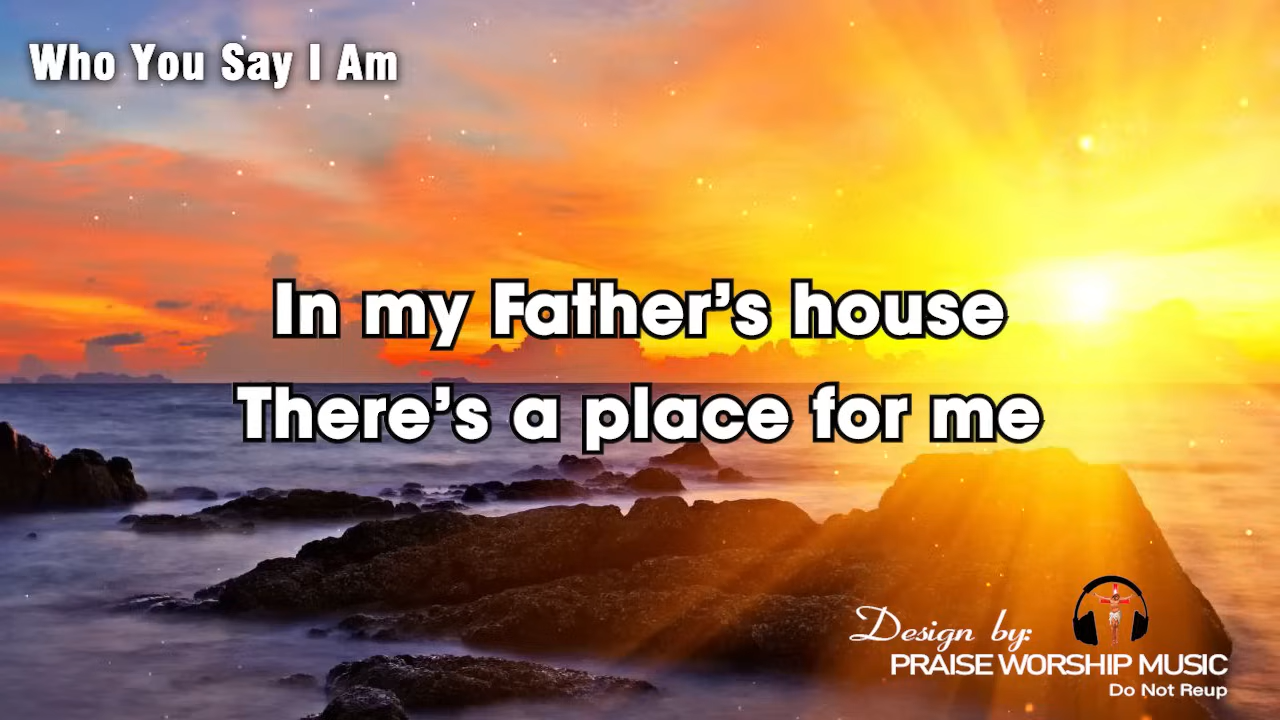 Who You Say I Am
In my Father’s house
There’s a place for me
Design by:
PRAISE WORSHIP MUSIC
Do Not Reup